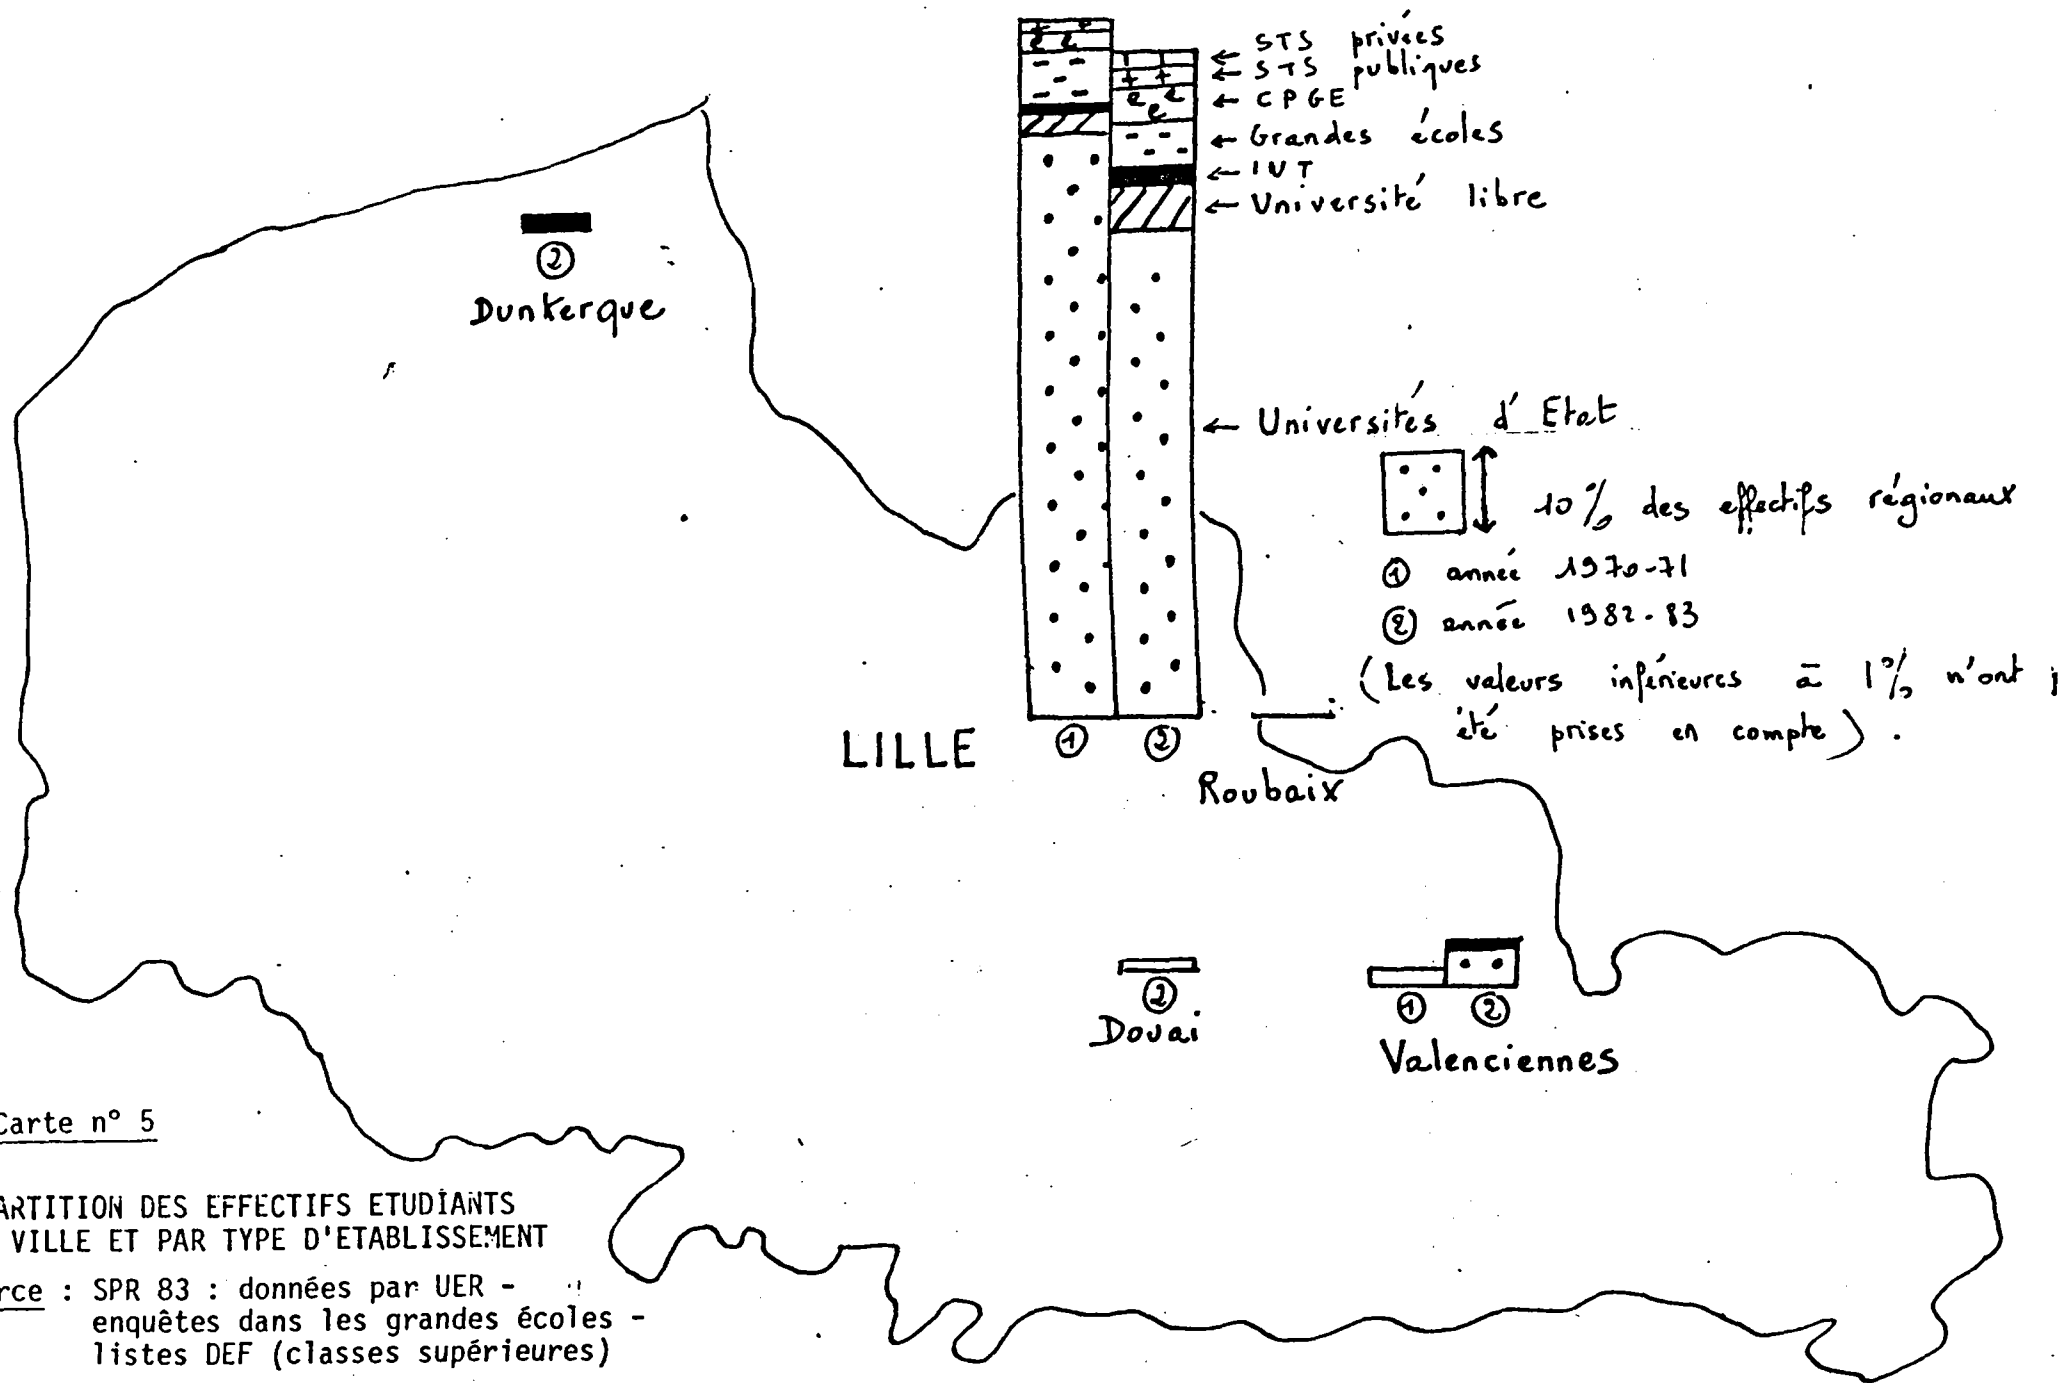 STS privées
STS publiques
CPGE
Grandes écoles
IUT
Université libre
Universités d'Etat
10% des effectifs régionaux
① année 1970-71
② année 1982-83
(Les valeurs inférieures à 1% n'ont
été prises en compte).
②
Dunkerque
LILLE
①
②
Roubaix
②
Douai
①
②
Valenciennes
Carte n° 5
ARTITION DES EFFECTIFS ETUDIANTS
VILLE ET PAR TYPE D'ETABLISSEMENT
rce : SPR 83 : données par UER -
enquêtes dans les grandes écoles -
listes DEF (classes supérieures)